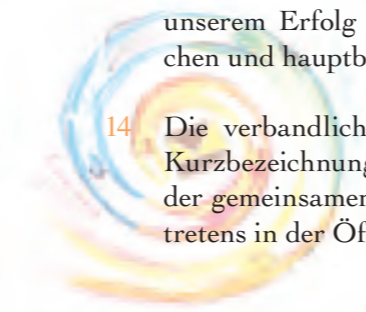 unserem Erfolg
chen und hauptb
14 Die verbandlich
Kurzbezeichnung
der gemeinsamen
tretens in der Öf